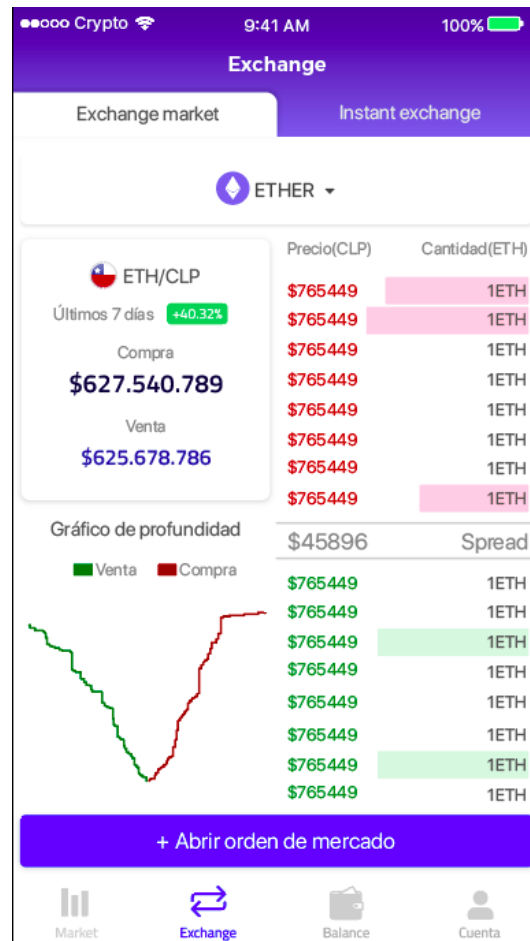 Crypto 9:41 AM 100%
Exchange
Exchange market Instant exchange
ETHER
ETH/CLP
Últimos 7 días +40.32%
Compra
$627.540.789
Venta
$625.678.786
Gráfico de profundidad
Venta Compra
Precio(CLP) Cantidad(ETH)
$765449 1ETH
$765449 1ETH
$765449 1ETH
$765449 1ETH
$765449 1ETH
$765449 1ETH
$765449 1ETH
$765449 1ETH
$45896 Spread
$765449 1ETH
$765449 1ETH
$765449 1ETH
$765449 1ETH
$765449 1ETH
$765449 1ETH
$765449 1ETH
$765449 1ETH
+ Abrir orden de mercado
Market Exchange Balance Cuenta